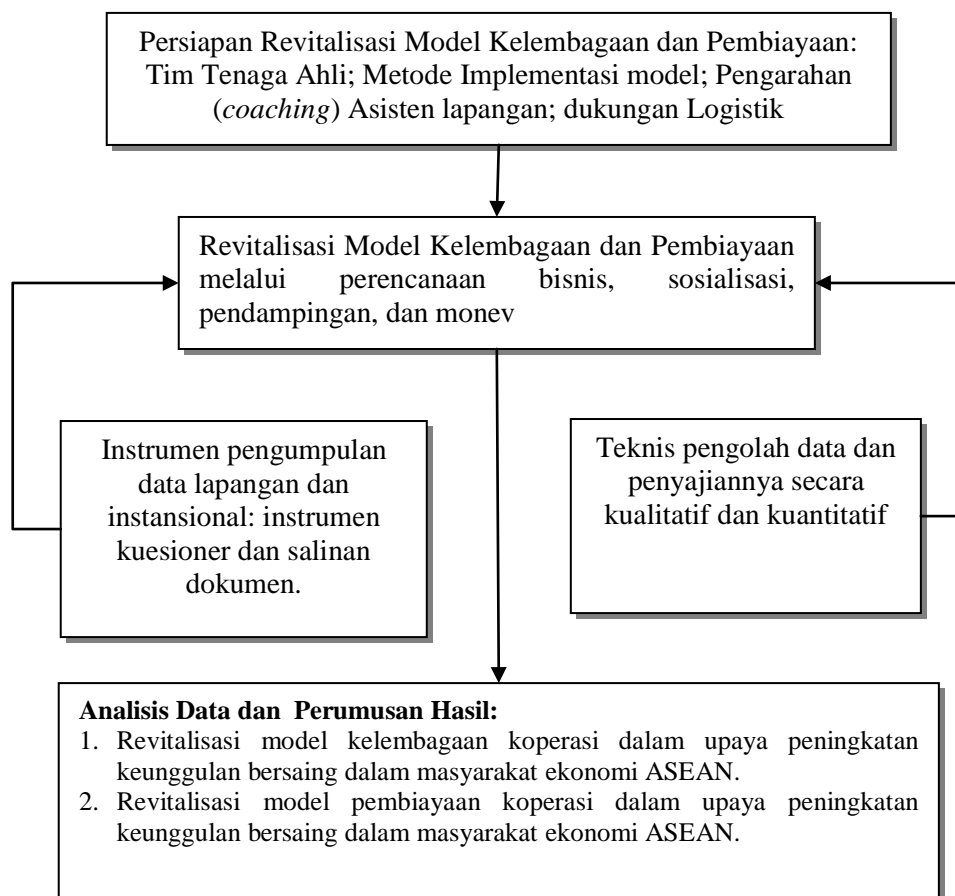 Persiapan Revitalisasi Model Kelembagaan dan Pembiayaan:
Tim Tenaga Ahli; Metode Implementasi model; Pengarahan
(coaching) Asisten lapangan; dukungan Logistik
Revitalisasi Model Kelembagaan dan Pembiayaan
melalui perencanaan bisnis, sosialisasi,
pendampingan, dan monev
Instrumen pengumpulan
data lapangan dan
instansional: instrumen
kuesioner dan salinan
dokumen.
Teknis pengolah data dan
penyajiannya secara
kualitatif dan kuantitatif
Analisis Data dan Perumusan Hasil:
1. Revitalisasi model kelembagaan koperasi dalam upaya peningkatan
keunggulan bersaing dalam masyarakat ekonomi ASEAN.
2. Revitalisasi model pembiayaan koperasi dalam upaya peningkatan
keunggulan bersaing dalam masyarakat ekonomi ASEAN.